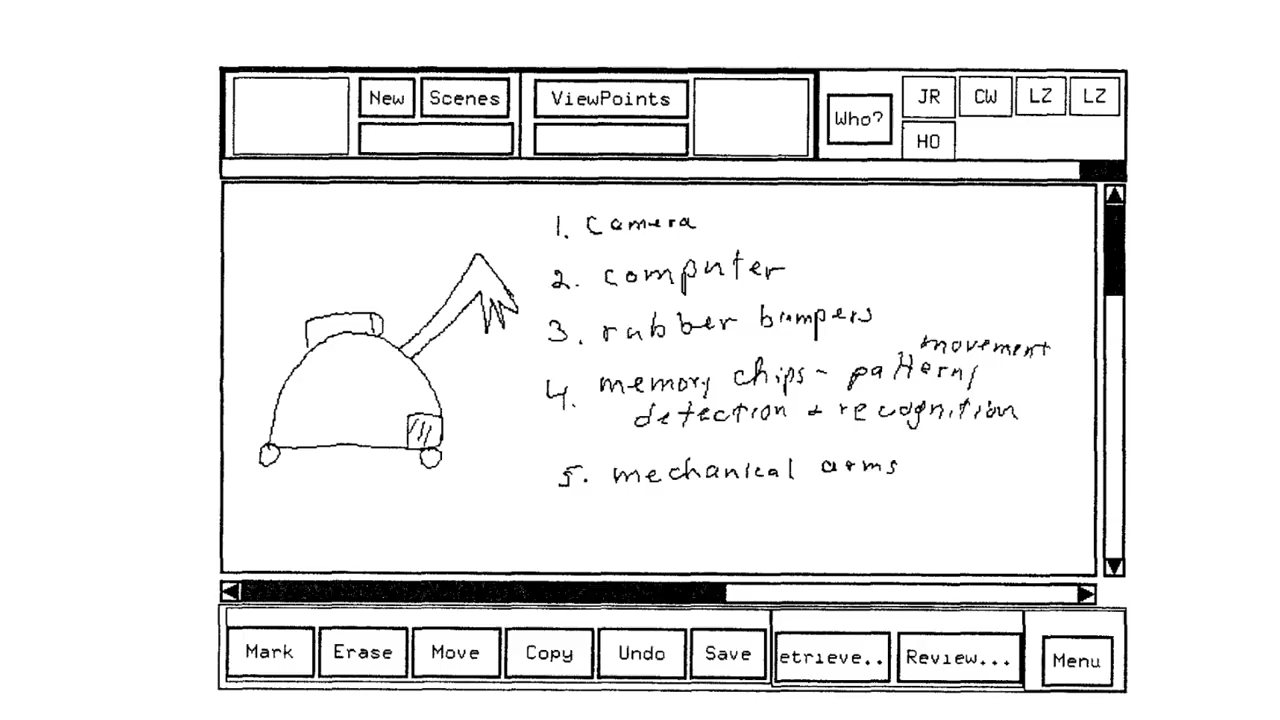 New Scenes ViewPoints Who? JR CW LZ LZ
HO
1. Camera
2. computer
3. rubber bumpers
movement
4. memory chips - pattern/
detection & recognition
5. mechanical arms
Mark Erase Move Copy Undo Save etrieve.. Review... Menu